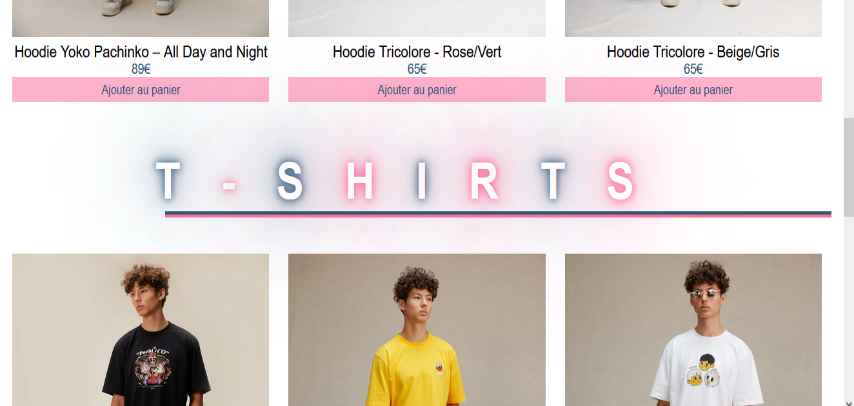 Hoodie Yoko Pachinko – All Day and Night
89€
Ajouter au panier
Hoodie Tricolore - Rose/Vert
65€
Ajouter au panier
Hoodie Tricolore - Beige/Gris
65€
Ajouter au panier
T-SHIRTS